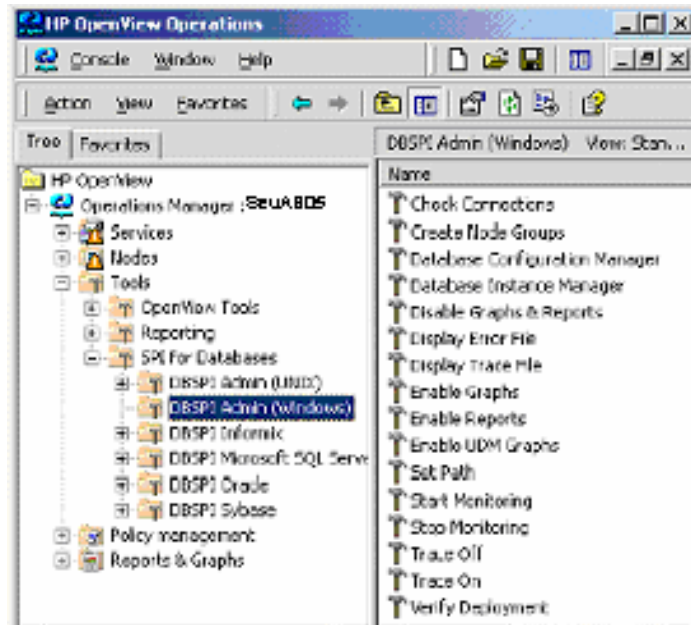 HP OpenView Operations
Console Window Help
Action View Favorites
Tree Favorites
HP OpenView
Operations Manager :
Services
Nodes
Tools
OpenView Tools
Reporting
SPI for Databases
DBSPI Admin (UNIX)
DBSPI Admin (Windows)
DBSPI Informix
DBSPI Microsoft SQL Serve
DBSPI Oracle
DBSPI Sybase
Policy management
Reports & Graphs
DBSPI Admin (Windows) View: Stan...
Name
Check Connections
Create Node Groups
Database Configuration Manager
Database Instance Manager
Disable Graphs & Reports
Display Error File
Display Trace File
Enable Graphs
Enable Reports
Enable UDM Graphs
Set Path
Start Monitoring
Stop Monitoring
Trace Off
Trace On
Verify Deployment